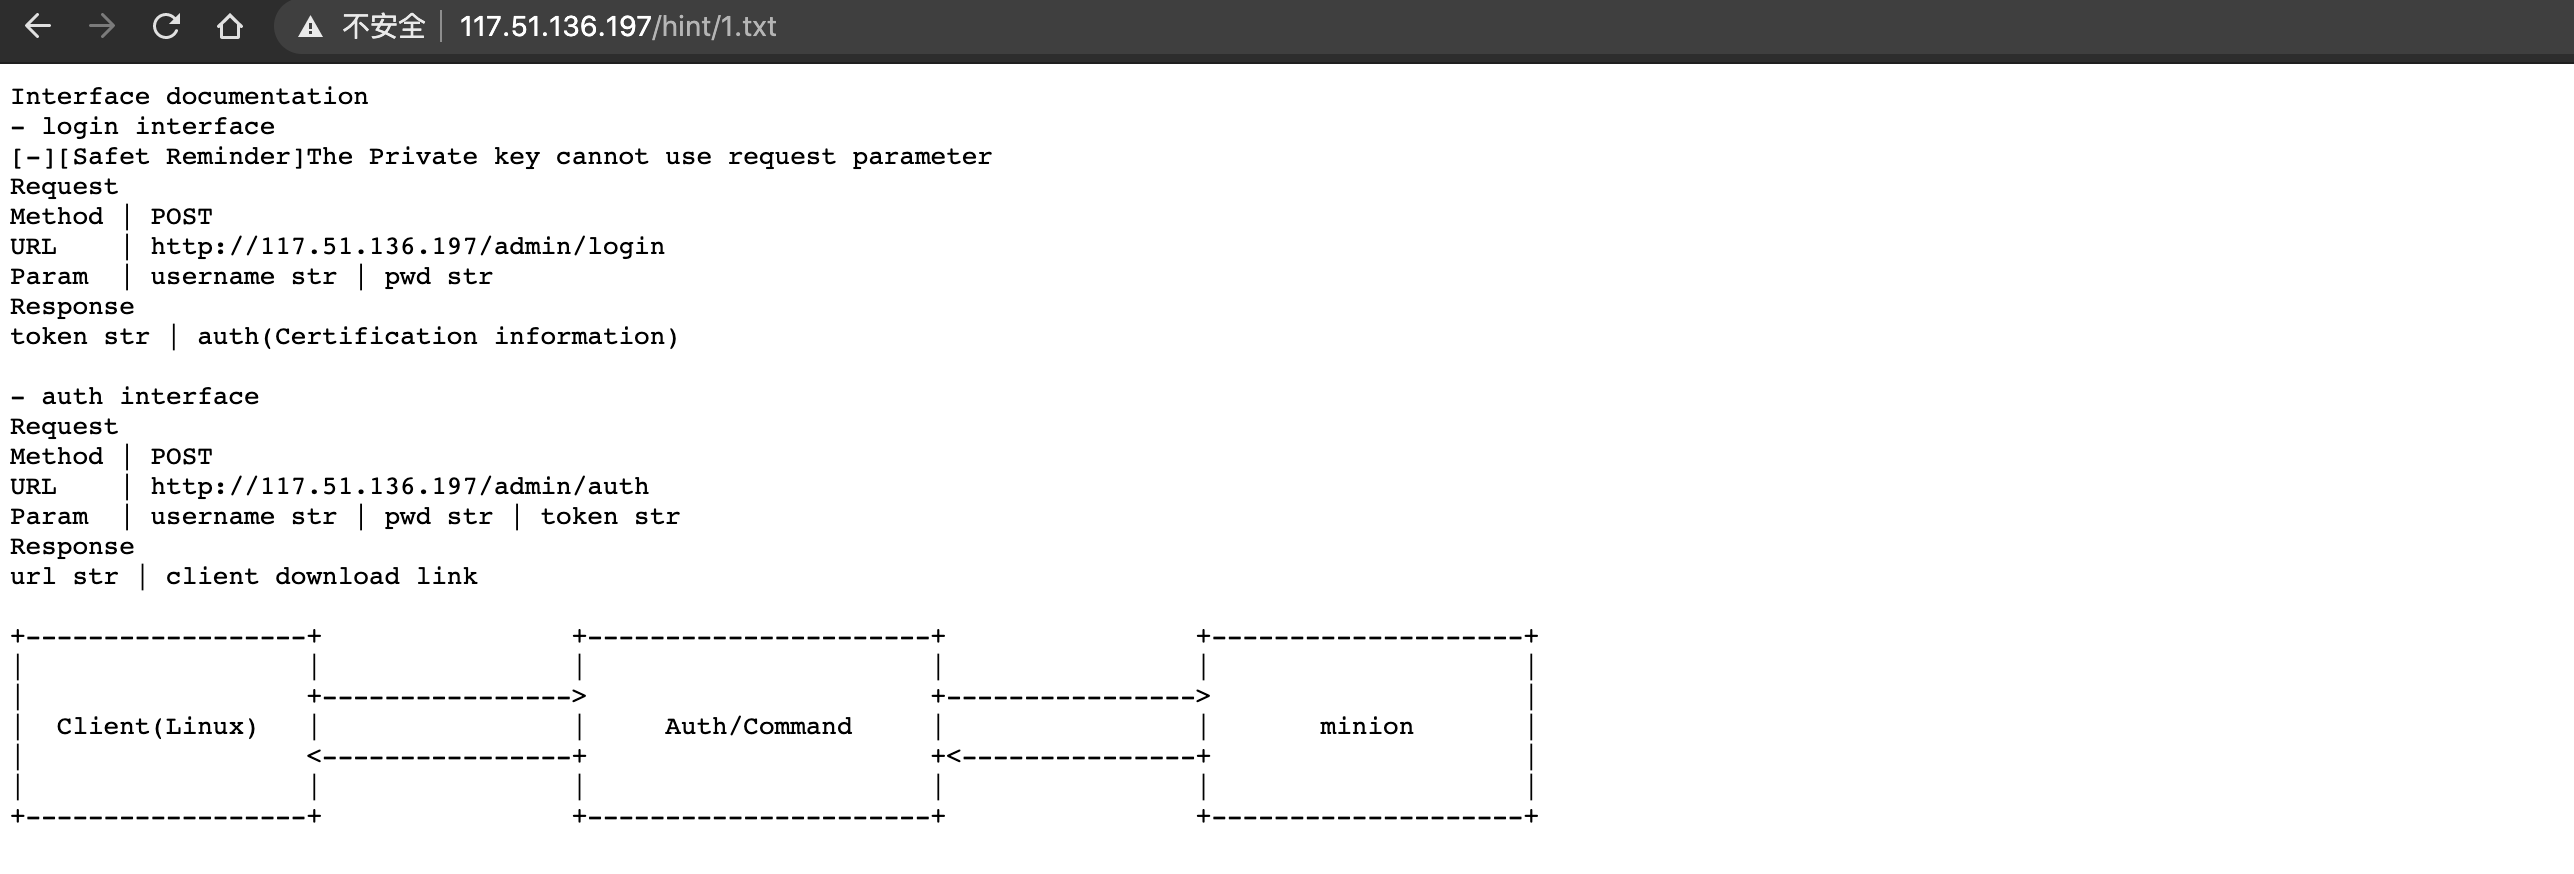 不安全 | 117.51.136.197/hint/1.txt
Interface documentation
- login interface
[-][Safet Reminder]The Private key cannot use request parameter
Request
Method | POST
URL    | http://117.51.136.197/admin/login
Param  | username str | pwd str
Response
token str | auth(Certification information)

- auth interface
Request
Method | POST
URL    | http://117.51.136.197/admin/auth
Param  | username str | pwd str | token str
Response
url str | client download link

Client(Linux) Auth/Command minion